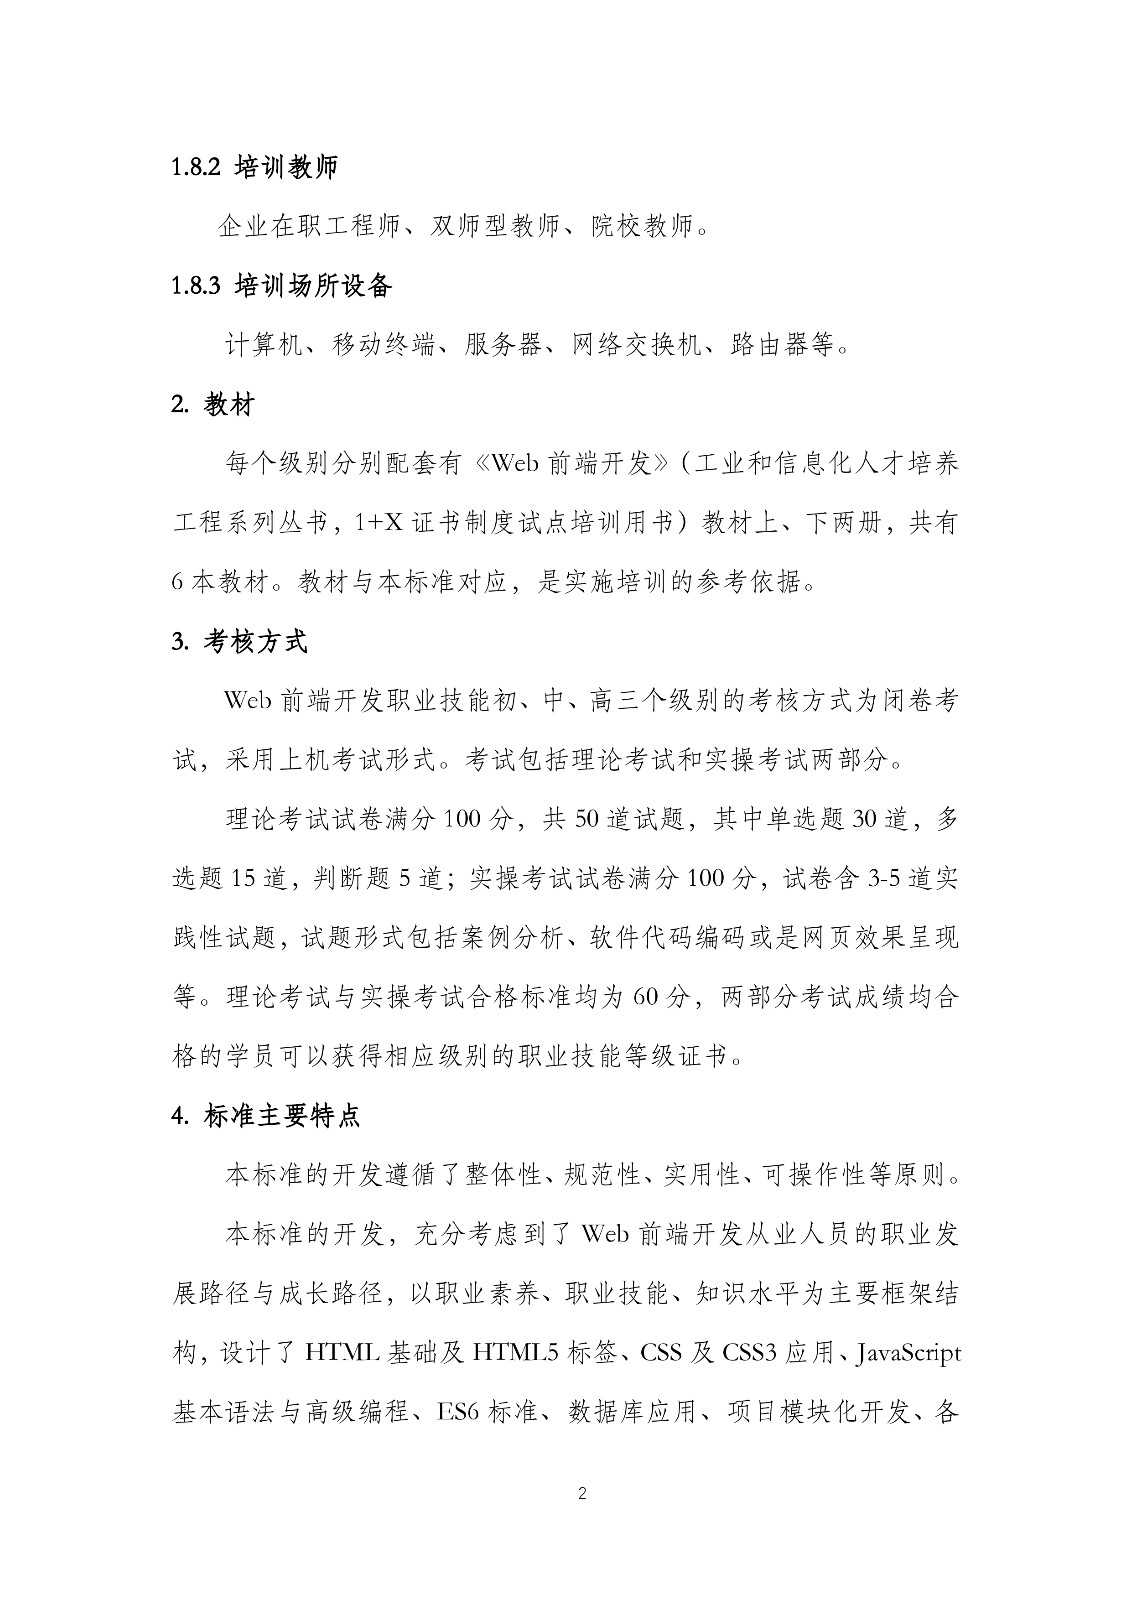 1.8.2 培训教师
企业在职工程师、双师型教师、院校教师。
1.8.3 培训场所设备
计算机、移动终端、服务器、网络交换机、路由器等。
2. 教材
每个级别分别配套有《Web 前端开发》（工业和信息化人才培养
工程系列丛书，1+X 证书制度试点培训用书）教材上、下两册，共有
6 本教材。教材与本标准对应，是实施培训的参考依据。
3. 考核方式
Web 前端开发职业技能初、中、高三个级别的考核方式为闭卷考
试，采用上机考试形式。考试包括理论考试和实操考试两部分。
理论考试试卷满分 100 分，共 50 道试题，其中单选题 30 道，多
选题 15 道，判断题 5 道；实操考试试卷满分 100 分，试卷含 3-5 道实
践性试题，试题形式包括案例分析、软件代码编码或是网页效果呈现
等。理论考试与实操考试合格标准均为 60 分，两部分考试成绩均合
格的学员可以获得相应级别的职业技能等级证书。
4. 标准主要特点
本标准的开发遵循了整体性、规范性、实用性、可操作性等原则。
本标准的开发，充分考虑到了 Web 前端开发从业人员的职业发
展路径与成长路径，以职业素养、职业技能、知识水平为主要框架结
构，设计了 HTML 基础及 HTML5 标签、CSS 及 CSS3 应用、JavaScript
基本语法与高级编程、ES6 标准、数据库应用、项目模块化开发、各
2